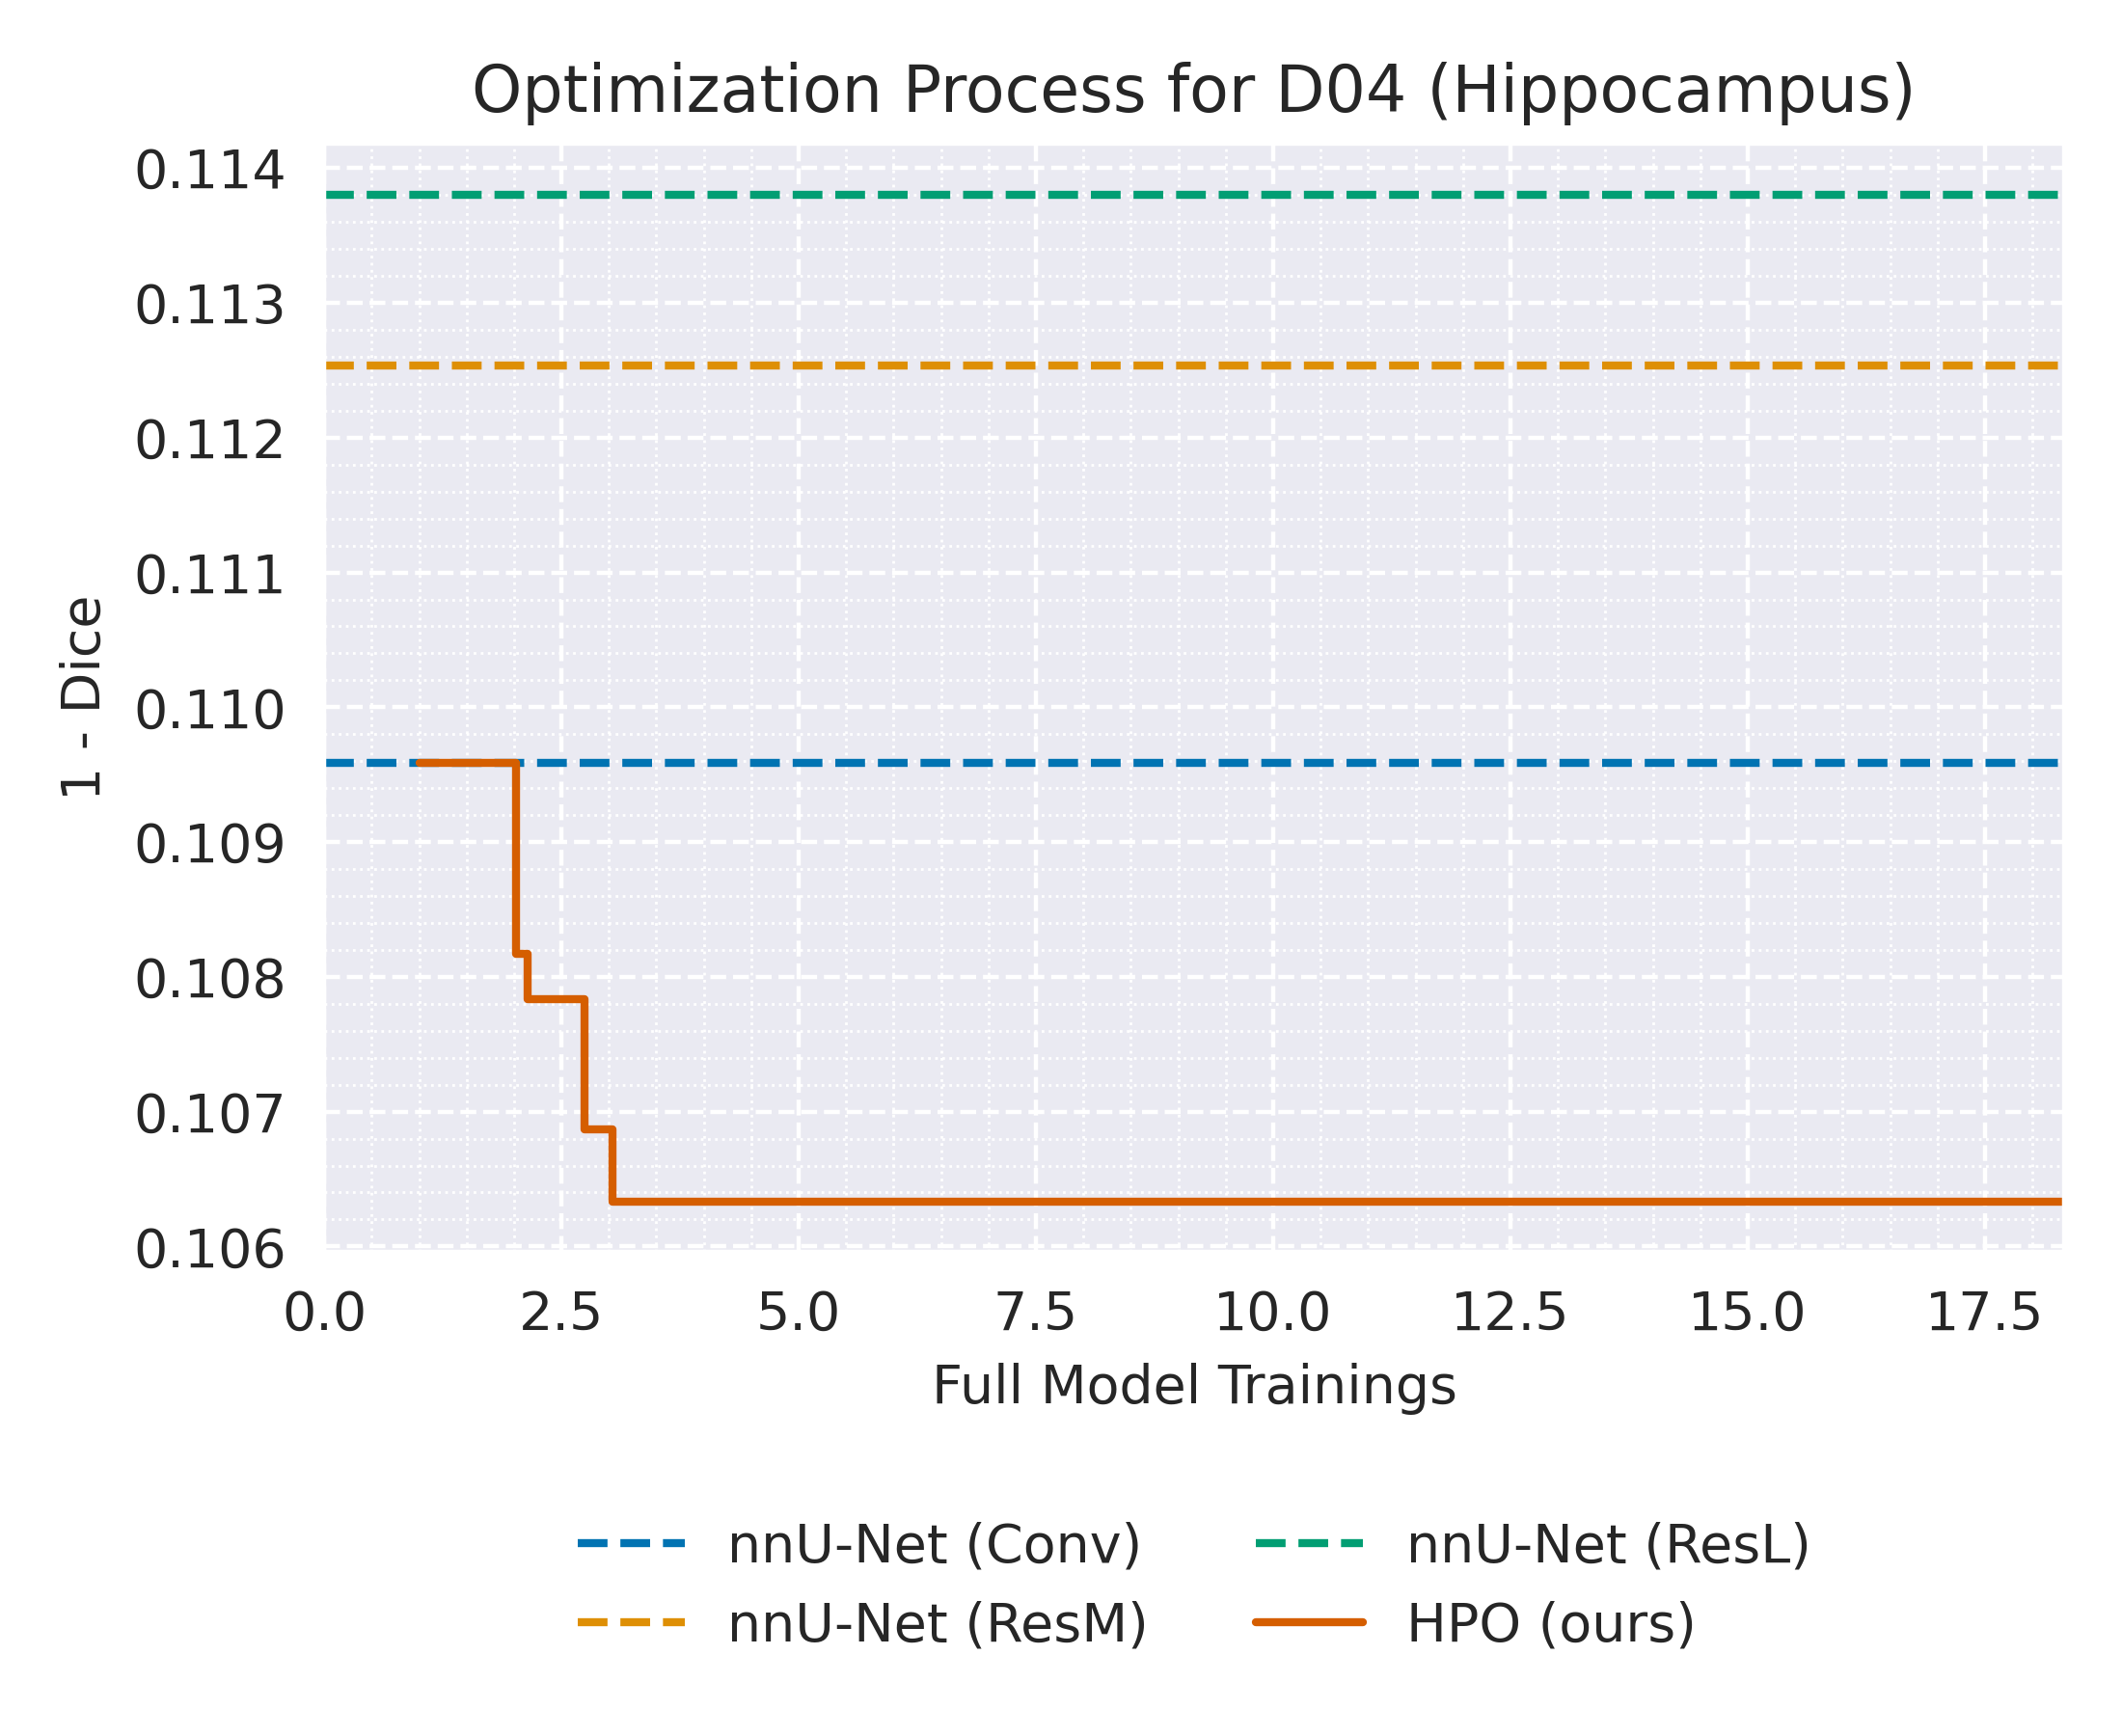 Optimization Process for D04 (Hippocampus)
0.114
0.113
0.112
0.111
0.110
0.109
0.108
0.107
0.106
1 - Dice
0.0 2.5 5.0 7.5 10.0 12.5 15.0 17.5
Full Model Trainings
nnU-Net (Conv) nnU-Net (ResL)
nnU-Net (ResM) HPO (ours)